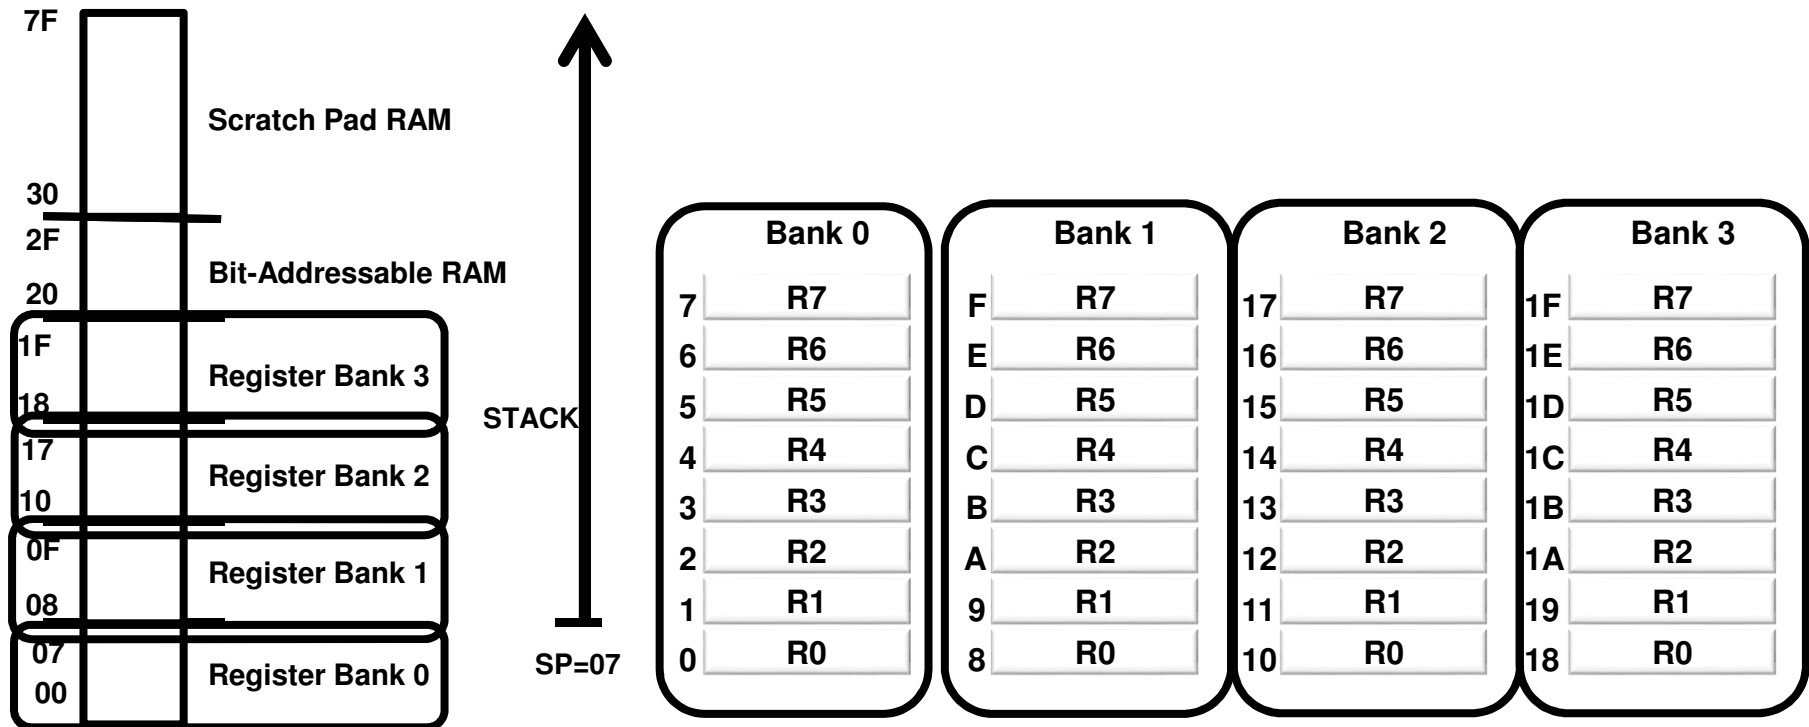 7F
Scratch Pad RAM
30
2F
Bit-Addressable RAM
20
1F
Register Bank 3
18
17
Register Bank 2
10
0F
Register Bank 1
08
07
Register Bank 0
00
STACK
SP=07
Bank 0
7 R7
6 R6
5 R5
4 R4
3 R3
2 R2
1 R1
0 R0
Bank 1
F R7
E R6
D R5
C R4
B R3
A R2
9 R1
8 R0
Bank 2
17 R7
16 R6
15 R5
14 R4
13 R3
12 R2
11 R1
10 R0
Bank 3
1F R7
1E R6
1D R5
1C R4
1B R3
1A R2
19 R1
18 R0